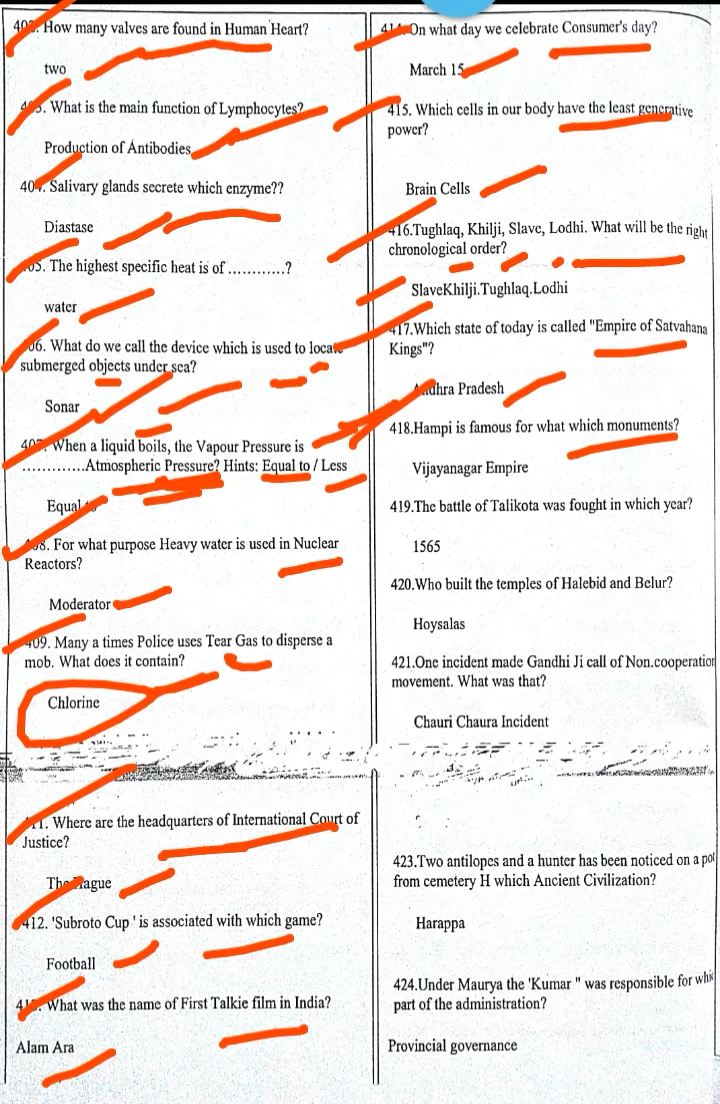 How many valves are found in Human Heart?
two
What is the main function of Lymphocytes?
Production of Antibodies
Salivary glands secrete which enzyme??
Diastase
The highest specific heat is of ............?
water
What do we call the device which is used to locate
submerged objects under sea?
Sonar
When a liquid boils, the Vapour Pressure is
.............Atmospheric Pressure? Hints: Equal to / Less
Equal
For what purpose Heavy water is used in Nuclear
Reactors?
Moderator
409. Many a times Police uses Tear Gas to disperse a
mob. What does it contain?
Chlorine
Where are the headquarters of International Court of
Justice?
The Hague
412. 'Subroto Cup ' is associated with which game?
Football
What was the name of First Talkie film in India?
Alam Ara
414. On what day we celebrate Consumer's day?
March 15
415. Which cells in our body have the least generative
power?
Brain Cells
416.Tughlaq, Khilji, Slave, Lodhi. What will be the right
chronological order?
SlaveKhilji.Tughlaq.Lodhi
417.Which state of today is called "Empire of Satvahana
Kings"?
Andhra Pradesh
418.Hampi is famous for what which monuments?
Vijayanagar Empire
419.The battle of Talikota was fought in which year?
1565
420.Who built the temples of Halebid and Belur?
Hoysalas
421.One incident made Gandhi Ji call of Non.cooperation
movement. What was that?
Chauri Chaura Incident
423.Two antilopes and a hunter has been noticed on a pot
from cemetery H which Ancient Civilization?
Harappa
424.Under Maurya the 'Kumar " was responsible for
part of the administration?
Provincial governance